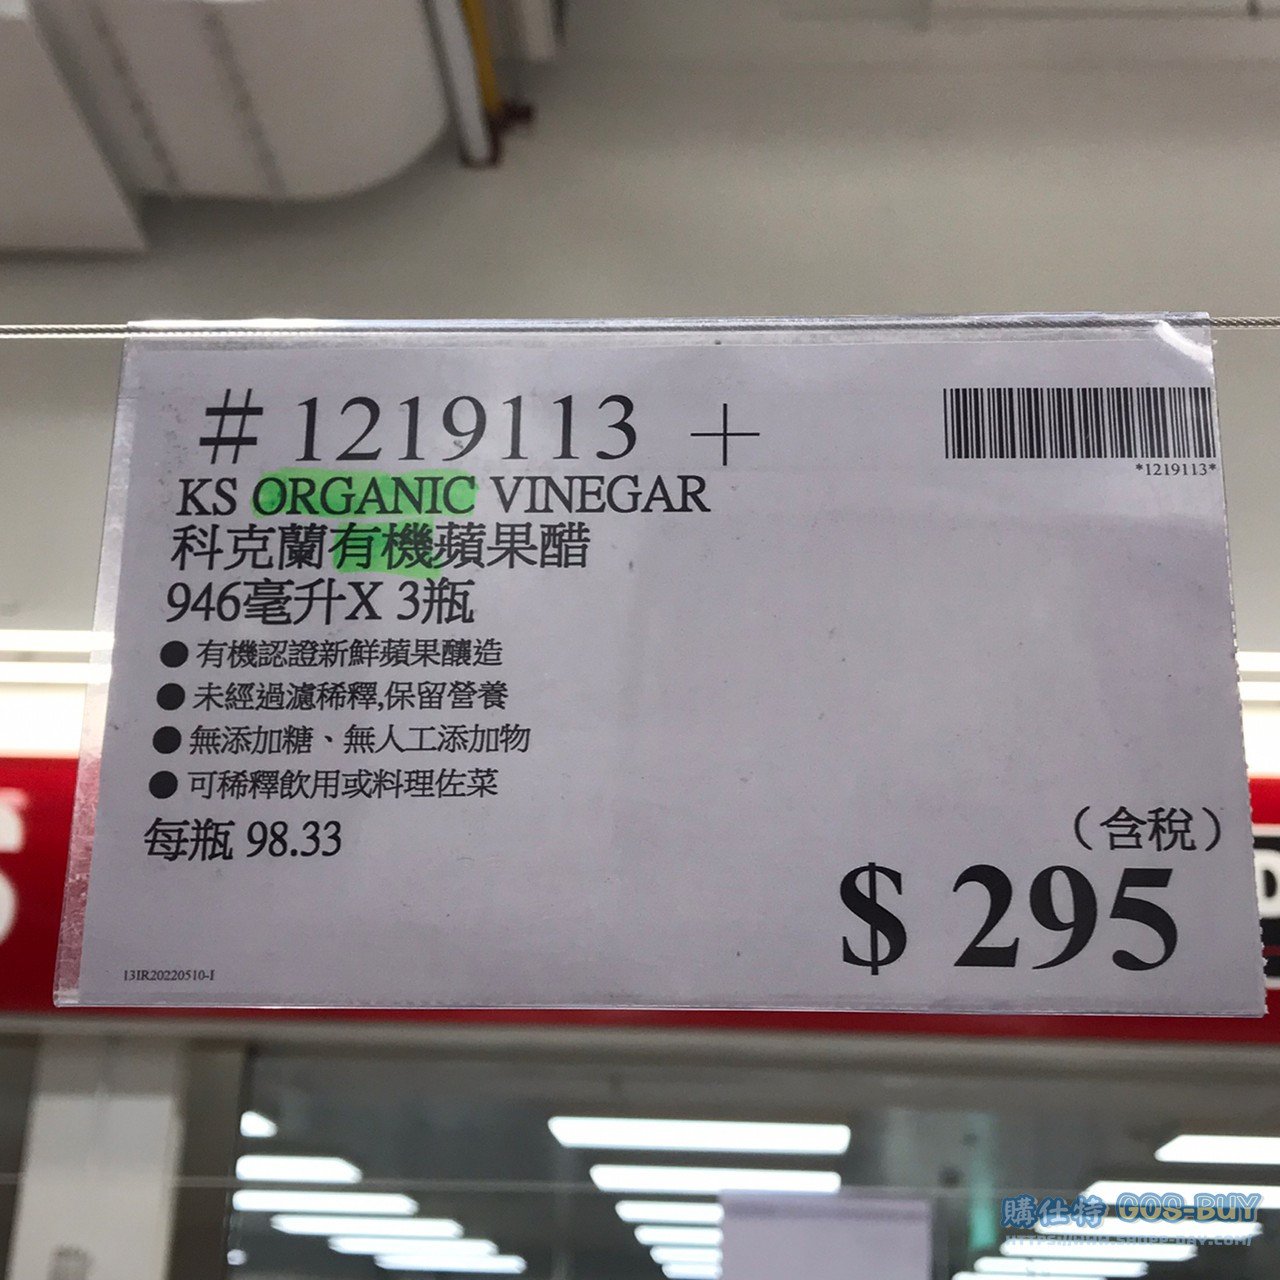 #1219113 +
*1219113*
KS ORGANIC VINEGAR
科克蘭有機蘋果醋
946毫升X 3瓶
●有機認證新鮮蘋果釀造
●未經過濾稀釋,保留營養
●無添加糖、無人工添加物
●可稀釋飲用或料理佐菜
每瓶 98.33
（含稅）
$ 295
13IR20220510-I
購仕特 GOS-BUY